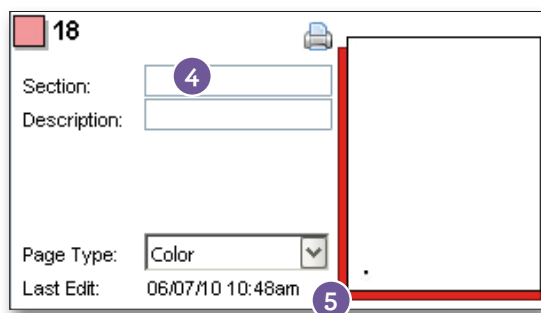 18
Section:
4
Description:
Page Type: Color
Last Edit: 06/07/10 10:48am
5